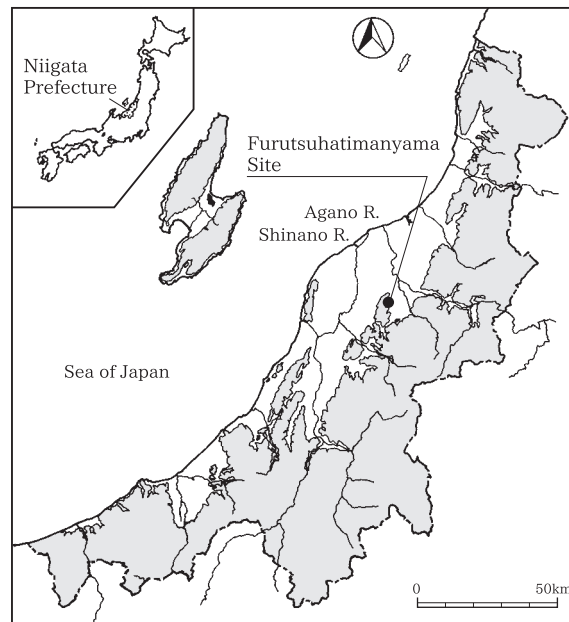 Niigata
Prefecture
Furutsuhatimanyama
Site
Agano R.
Shinano R.
Sea of Japan
0
50km